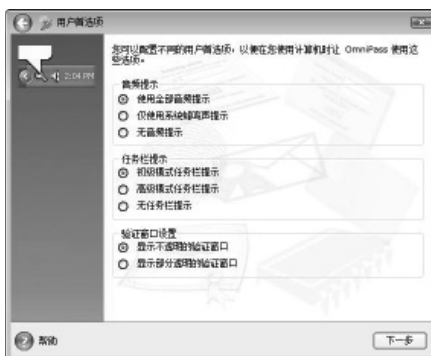 用户首选项
您可以配置不同的用户首选项，以便在您使用计算机时让 OmniPass 使用这
些选项。
2:04 PM
音频提示
使用全部音频提示
仅使用系统蜂鸣声提示
无音频提示
任务栏提示
初级模式任务栏提示
高级模式任务栏提示
无任务栏提示
验证窗口设置
显示不透明的验证窗口
显示部分透明的验证窗口
帮助
下一步